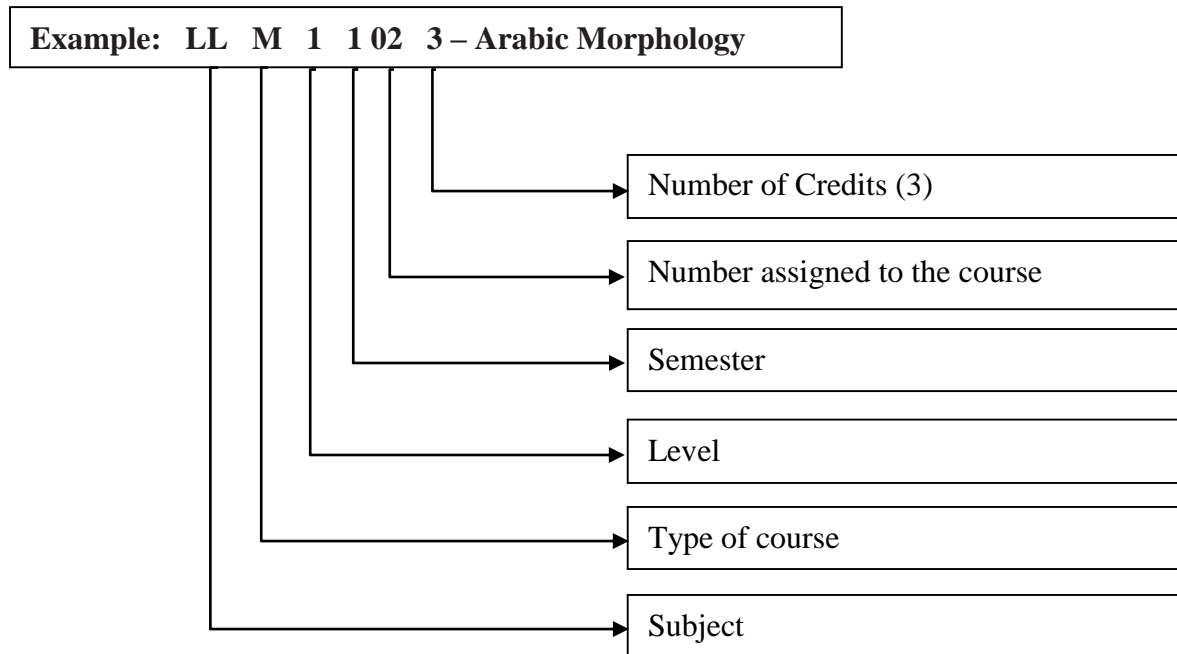 Example: LL M 1 1 02 3 – Arabic Morphology
Number of Credits (3)
Number assigned to the course
Semester
Level
Type of course
Subject